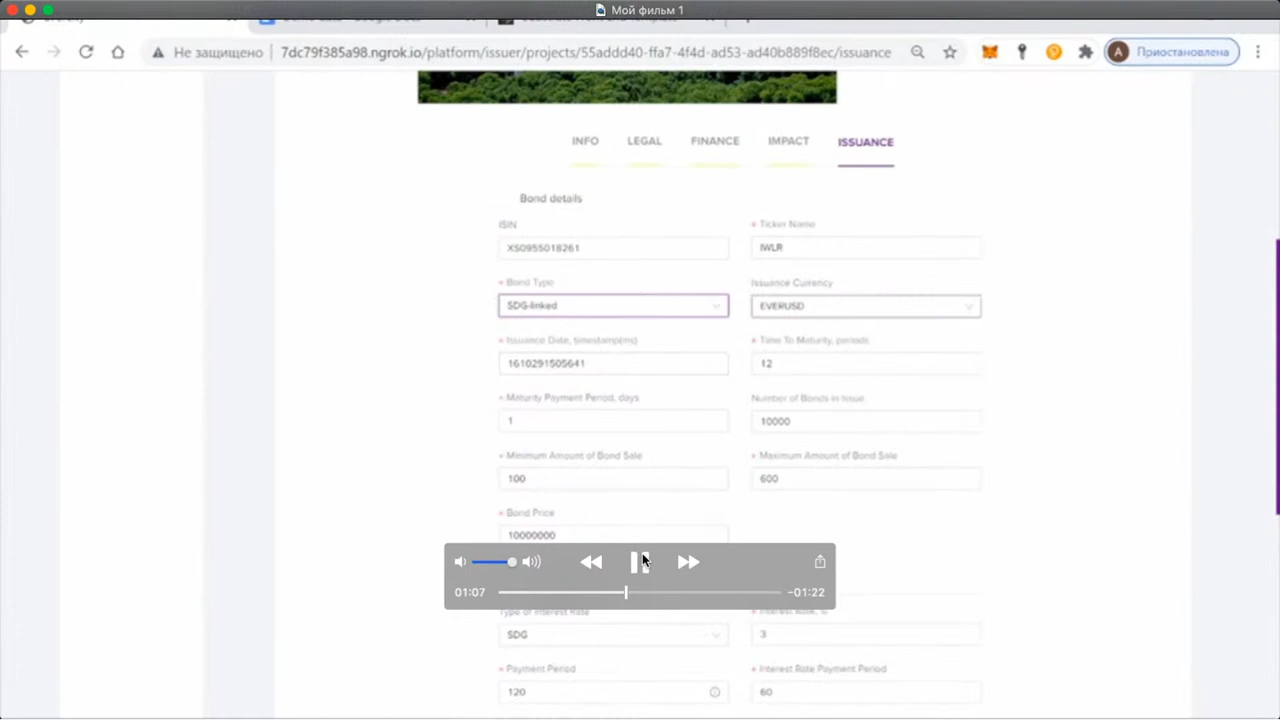 Мой фильм 1
Не защищено 7dc79f385a98.ngrok.io/platform/issuer/projects/55addd40-ffa7-4f4d-ad53-ad40b889f8ec/issuance А Приостановлена
INFO LEGAL FINANCE IMPACT ISSUANCE
Bond details
ISIN * Ticker Name
XS0955018261 IWLR
* Bond Type Issuance Currency
SDG-linked EVERUSD
* Issuance Date, timestamp(ms) * Time To Maturity, periods
1610291505641 12
* Maturity Payment Period, days Number of Bonds in Issue
1 10000
* Minimum Amount of Bond Sale * Maximum Amount of Bond Sale
100 600
* Bond Price
10000000
01:07 −01:22
Type of Interest Rate * Interest Rate, %
SDG 3
* Payment Period * Interest Rate Payment Period
120 60